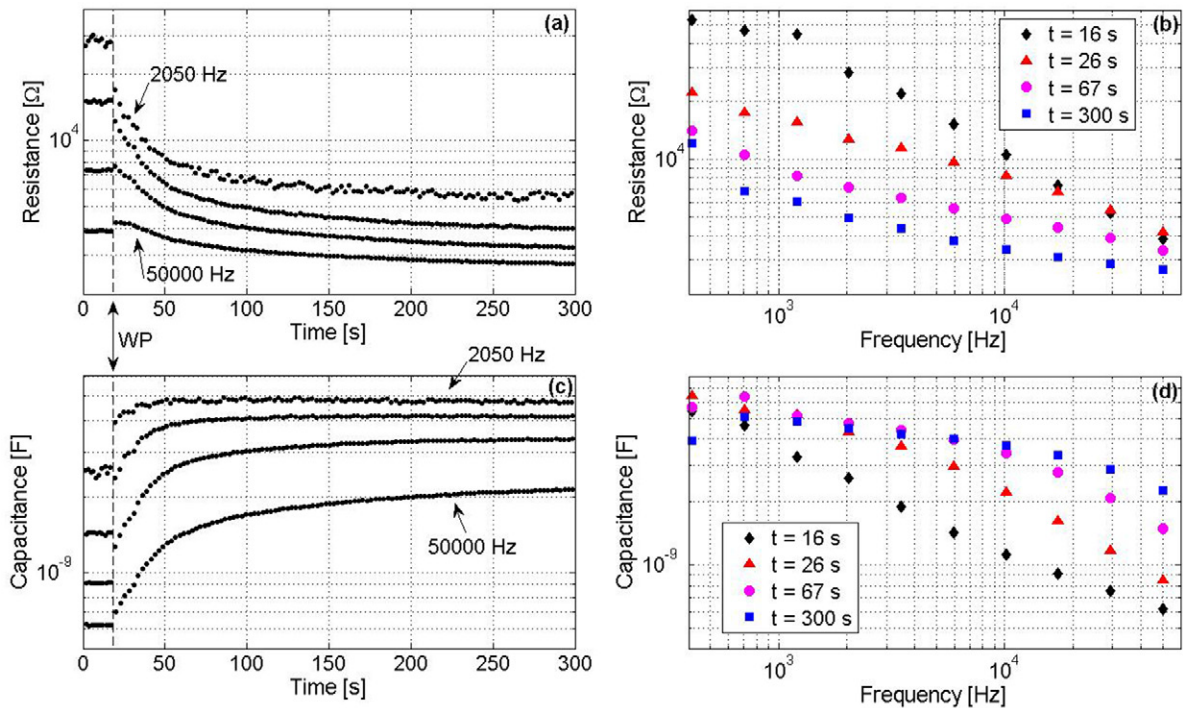 (a)
2050 Hz
10^4
Resistance [Ω]
50000 Hz
0 50 100 150 200 250 300
Time [s]
WP
(b)
t = 16 s
t = 26 s
t = 67 s
t = 300 s
10^4
Resistance [Ω]
10^3 10^4
Frequency [Hz]
(c)
2050 Hz
Capacitance [F]
50000 Hz
10^-9
0 50 100 150 200 250 300
Time [s]
(d)
Capacitance [F]
10^-9
t = 16 s
t = 26 s
t = 67 s
t = 300 s
10^3 10^4
Frequency [Hz]